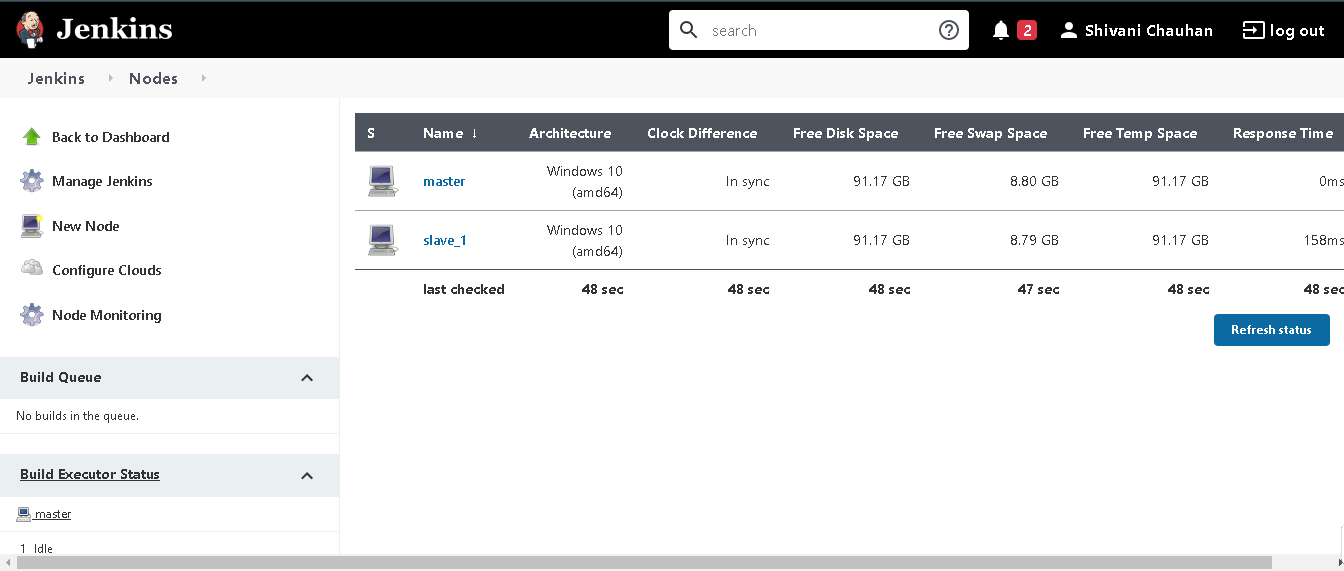 Jenkins
search
2
Shivani Chauhan
log out
Jenkins
Nodes
Back to Dashboard
Manage Jenkins
New Node
Configure Clouds
Node Monitoring
Build Queue
No builds in the queue.
Build Executor Status
master
1 Idle
S Name ↓ Architecture Clock Difference Free Disk Space Free Swap Space Free Temp Space Response Time
master Windows 10 (amd64) In sync 91.17 GB 8.80 GB 91.17 GB 0ms
slave_1 Windows 10 (amd64) In sync 91.17 GB 8.79 GB 91.17 GB 158ms
last checked 48 sec 48 sec 48 sec 47 sec 48 sec 48 sec
Refresh status